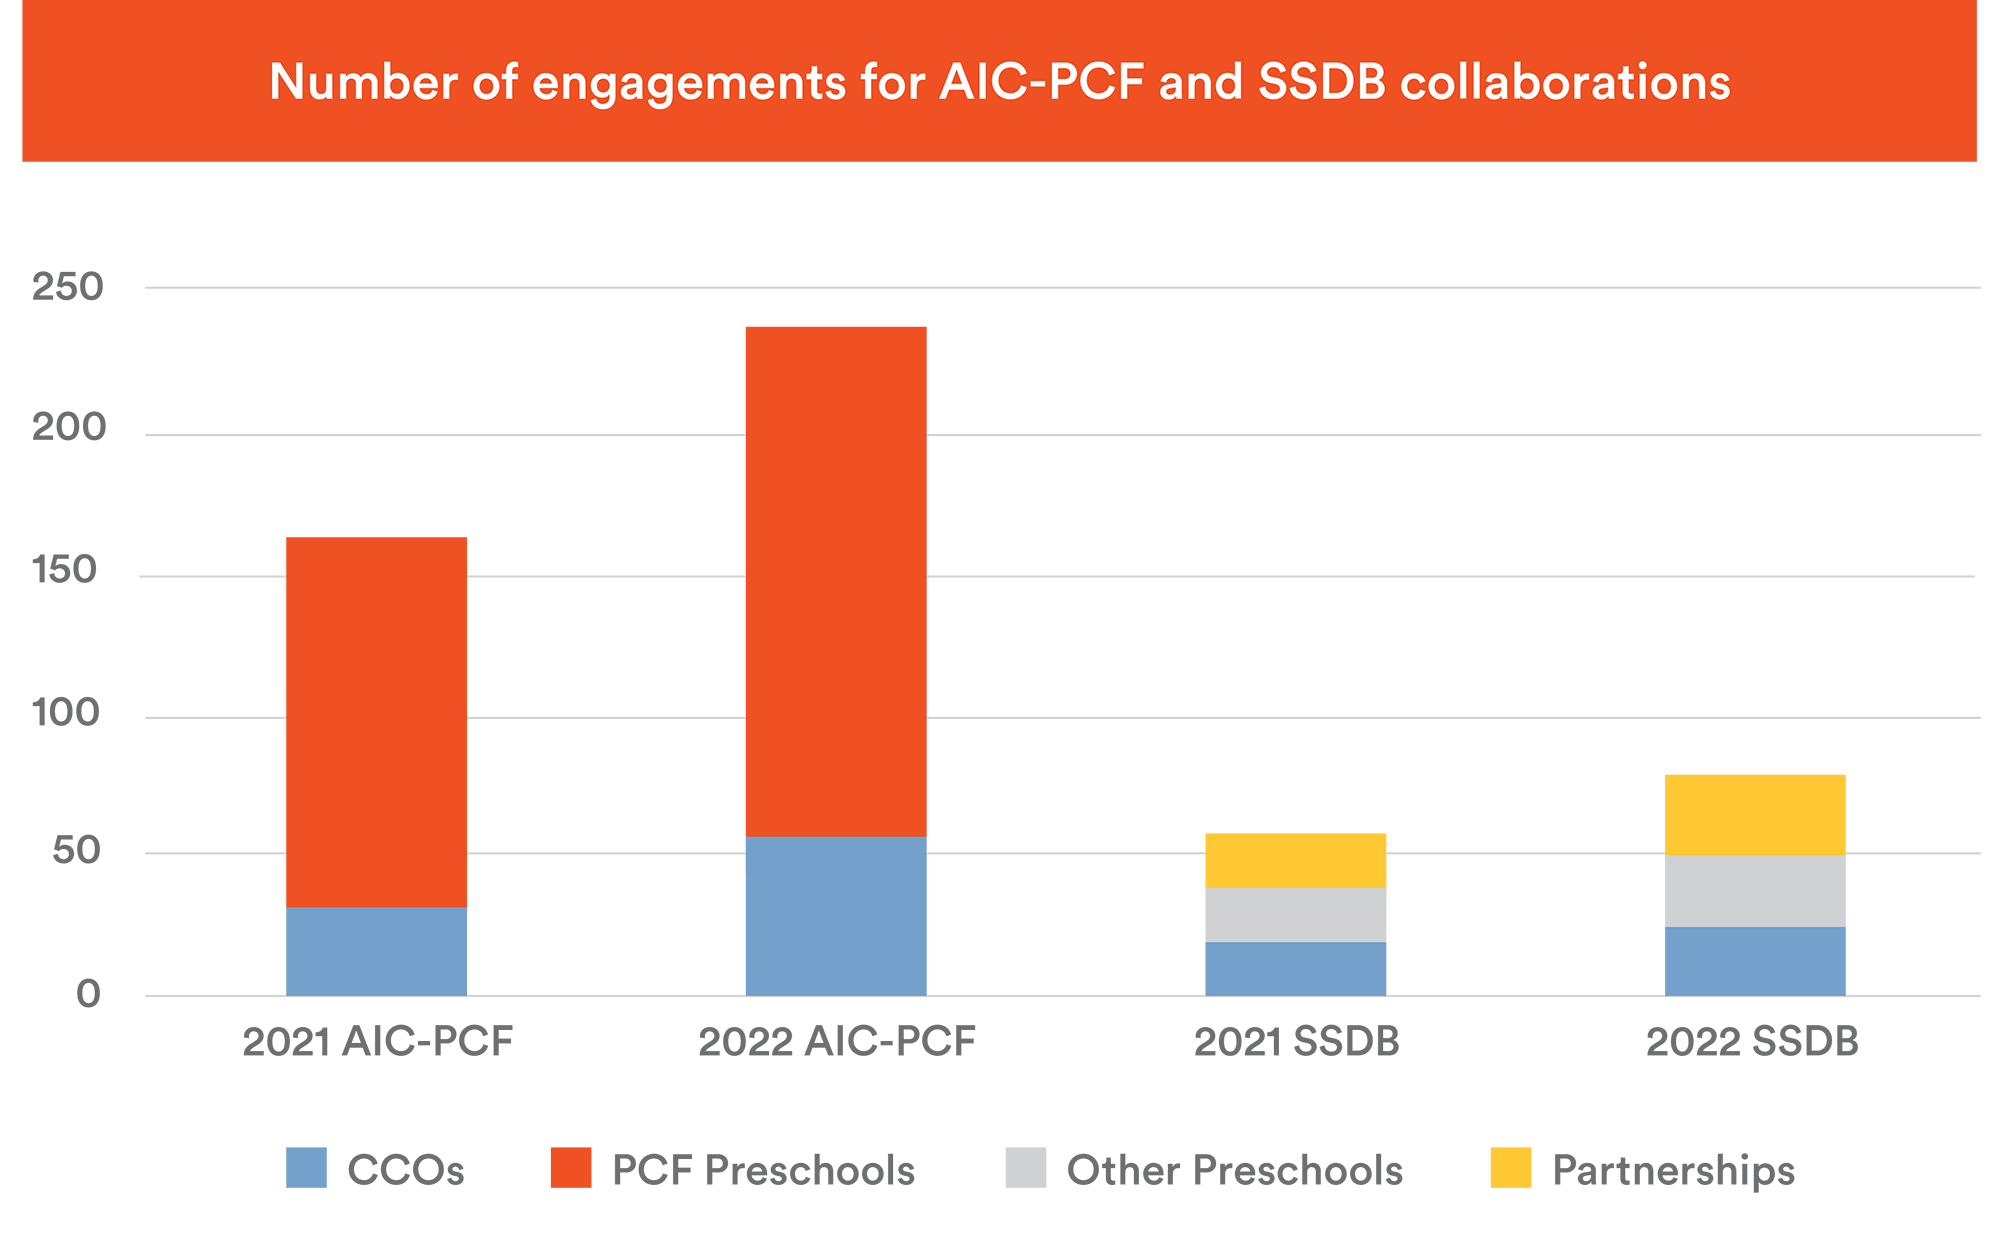 Number of engagements for AIC-PCF and SSDB collaborations
250
200
150
100
50
0
2021 AIC-PCF 2022 AIC-PCF 2021 SSDB 2022 SSDB
CCOs PCF Preschools Other Preschools Partnerships